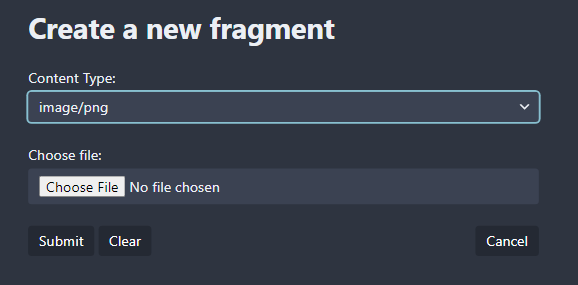 Create a new fragment
Content Type:
image/png
Choose file:
Choose File No file chosen
Submit Clear Cancel